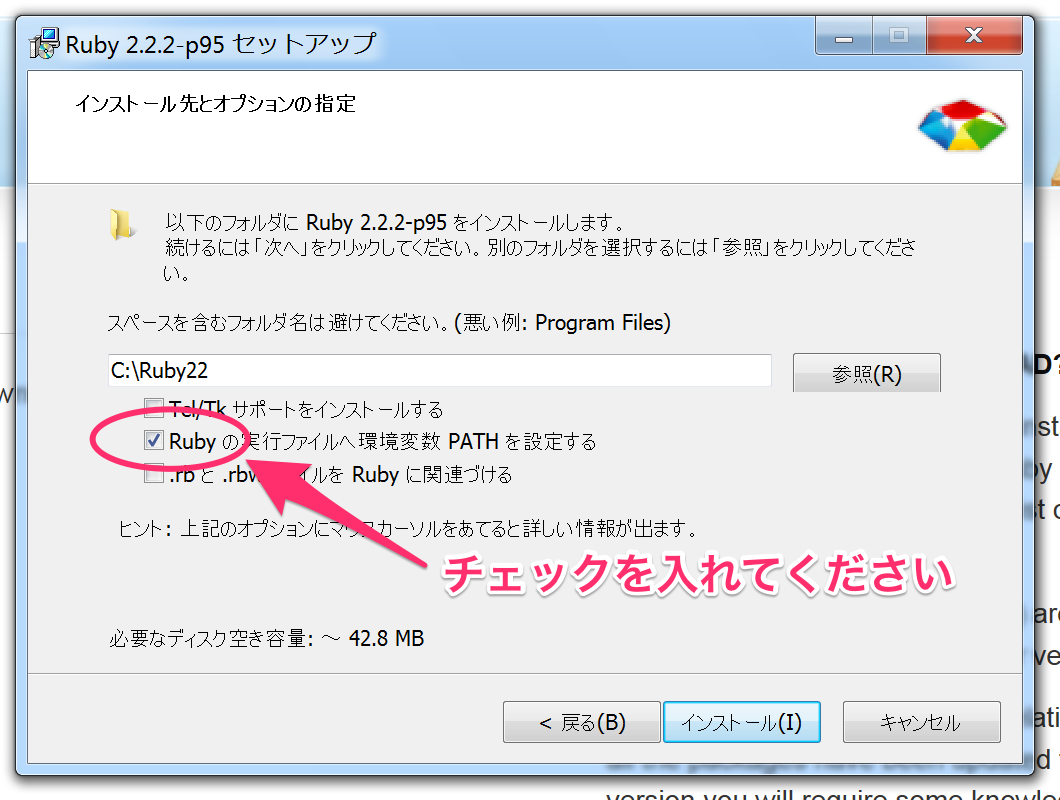 Ruby 2.2.2-p95 セットアップ
インストール先とオプションの指定
以下のフォルダに Ruby 2.2.2-p95 をインストールします。
続けるには「次へ」をクリックしてください。別のフォルダを選択するには「参照」をクリックしてくださ
い。
スペースを含むフォルダ名は避けてください。(悪い例: Program Files)
C:\Ruby22
参照(R)
Tcl/Tk サポートをインストールする
Ruby の実行ファイルへ環境変数 PATH を設定する
.rb と .rbw ファイルを Ruby に関連づける
ヒント: 上記のオプションにマウスカーソルをあてると詳しい情報が出ます。
チェックを入れてください
必要なディスク空き容量: ～ 42.8 MB
< 戻る(B)
インストール(I)
キャンセル
version you will require some knowle